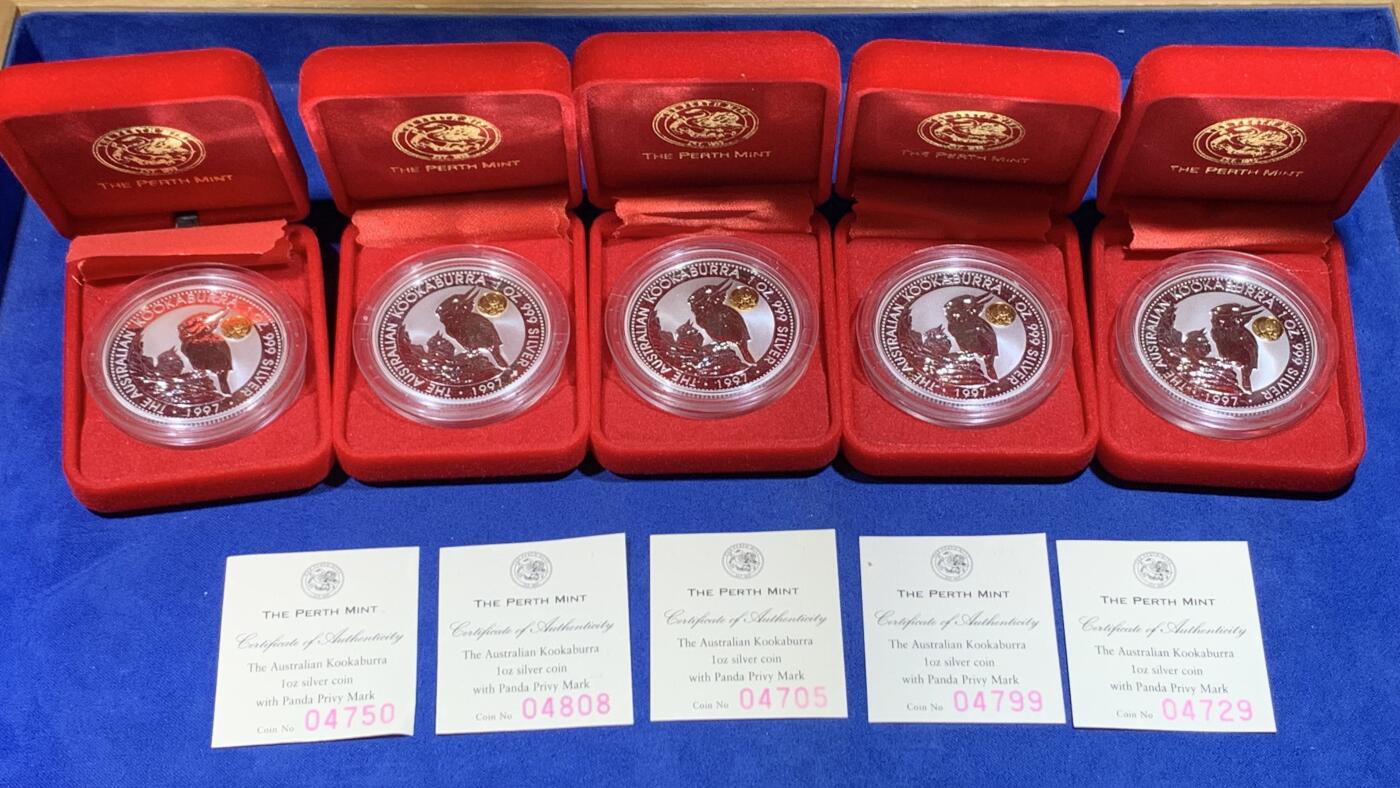 THE PERTH MINT
THE PERTH MINT
THE PERTH MINT
THE PERTH MINT
THE PERTH MINT
THE AUSTRALIAN KOOKABURRA 1 OZ 999 SILVER
· 1997 ·
THE AUSTRALIAN KOOKABURRA 1 OZ. 999 SILVER
· 1997 ·
THE AUSTRALIAN KOOKABURRA 1 OZ. 999 SILVER
· 1997 ·
THE AUSTRALIAN KOOKABURRA 1 OZ. 999 SILVER
· 1997 ·
THE AUSTRALIAN KOOKABURRA 1 OZ. 999 SILVER
· 1997 ·
THE PERTH MINT
Certificate of Authenticity
The Australian Kookaburra
1oz silver coin
with Panda Privy Mark
Coin No 04750
THE PERTH MINT
Certificate of Authenticity
The Australian Kookaburra
1oz silver coin
with Panda Privy Mark
Coin No 04808
THE PERTH MINT
Certificate of Authenticity
The Australian Kookaburra
1oz silver coin
with Panda Privy Mark
Coin No 04705
THE PERTH MINT
Certificate of Authenticity
The Australian Kookaburra
1oz silver coin
with Panda Privy Mark
Coin No 04799
THE PERTH MINT
Certificate of Authenticity
The Australian Kookaburra
1oz silver coin
with Panda Privy Mark
Coin No 04729